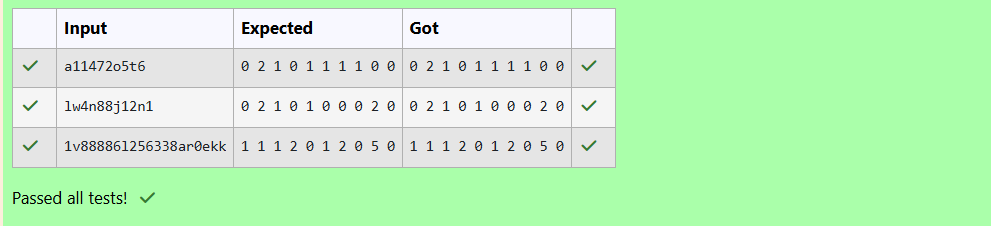 Input Expected Got
a11472o5t6 0 2 1 0 1 1 1 1 0 0 0 2 1 0 1 1 1 1 0 0
lw4n88j12n1 0 2 1 0 1 0 0 0 2 0 0 2 1 0 1 0 0 0 2 0
1v88886l256338ar0ekk 1 1 1 2 0 1 2 0 5 0 1 1 1 2 0 1 2 0 5 0
Passed all tests!